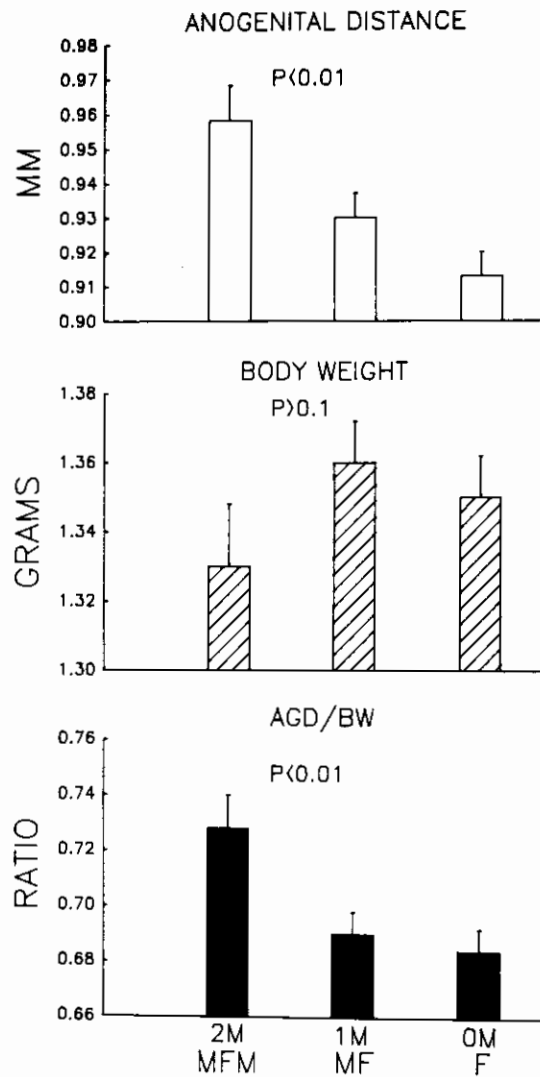 ANOGENITAL DISTANCE
P<0.01
MM
0.98
0.97
0.96
0.95
0.94
0.93
0.92
0.91
0.90
BODY WEIGHT
P>0.1
GRAMS
1.38
1.36
1.34
1.32
1.30
AGD/BW
P<0.01
RATIO
0.76
0.74
0.72
0.70
0.68
0.66
2M 1M 0M
MFM MF F